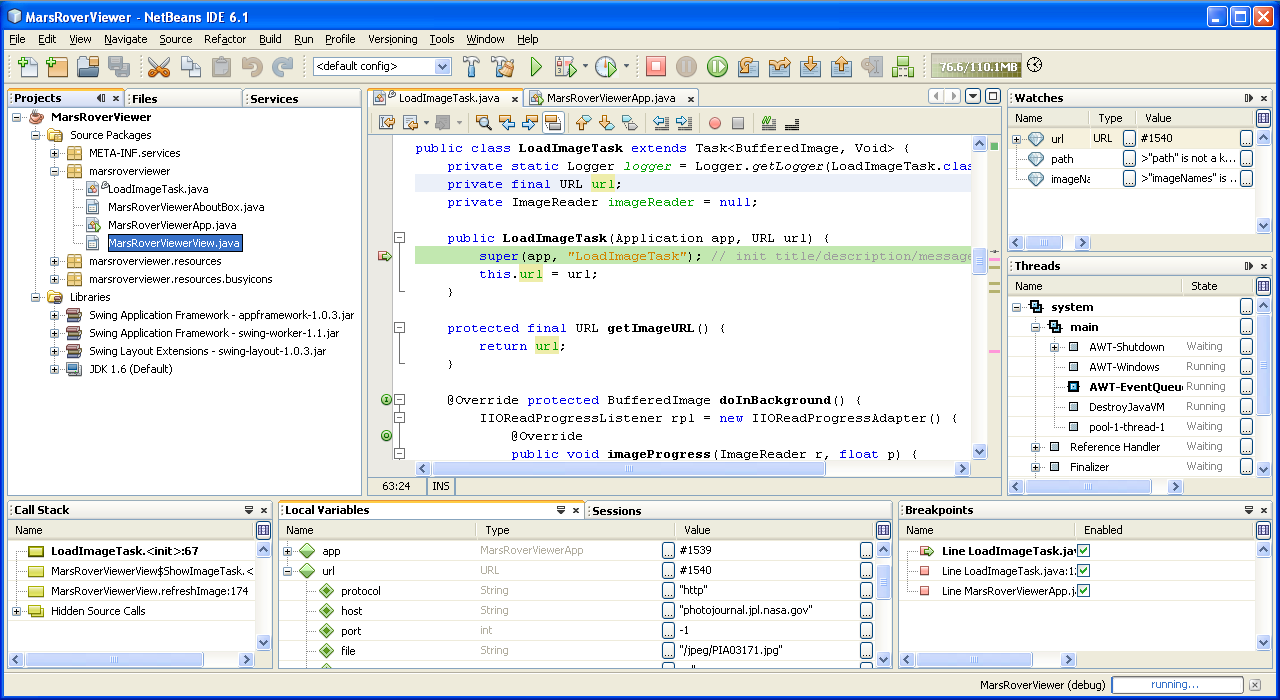 MarsRoverViewer - NetBeans IDE 6.1
File Edit View Navigate Source Refactor Build Run Profile Versioning Tools Window Help
<default config>
76.6/110.1MB
Projects
Files
Services
MarsRoverViewer
Source Packages
META-INF.services
marsroverviewer
LoadImageTask.java
MarsRoverViewerAboutBox.java
MarsRoverViewerApp.java
MarsRoverViewerView.java
marsroverviewer.resources
marsroverviewer.resources.busyicons
Libraries
Swing Application Framework - appframework-1.0.3.jar
Swing Application Framework - swing-worker-1.1.jar
Swing Layout Extensions - swing-layout-1.0.3.jar
JDK 1.6 (Default)
LoadImageTask.java
MarsRoverViewerApp.java
public class LoadImageTask extends Task<BufferedImage, Void> {
private static Logger logger = Logger.getLogger(LoadImageTask.clas
private final URL url;
private ImageReader imageReader = null;
public LoadImageTask(Application app, URL url) {
super(app, "LoadImageTask"); // init title/description/message
this.url = url;
}
protected final URL getImageURL() {
return url;
}
@Override protected BufferedImage doInBackground() {
IIOReadProgressListener rpl = new IIOReadProgressAdapter() {
@Override
public void imageProgress(ImageReader r, float p) {
63:24 INS
Watches
Name Type Value
url URL ... #1540 ...
path ... >"path" is not a k... ...
imageNa ... >"imageNames" is ... ...
Threads
Name State
system ...
main ...
AWT-Shutdown Waiting ...
AWT-Windows Running ...
AWT-EventQueu Running ...
DestroyJavaVM Running ...
pool-1-thread-1 Waiting ...
Reference Handler Waiting ...
Finalizer Waiting ...
Call Stack
Name
LoadImageTask.<init>:67
MarsRoverViewerView$ShowImageTask.<
MarsRoverViewerView.refreshImage:174
Hidden Source Calls
Local Variables
Sessions
Name Type Value
app MarsRoverViewerApp ... #1539 ...
url URL ... #1540 ...
protocol String ... "http" ...
host String ... "photojournal.jpl.nasa.gov" ...
port int ... -1 ...
file String ... "/jpeg/PIA03171.jpg" ...
Breakpoints
Name Enabled
Line LoadImageTask.jav
Line LoadImageTask.java:12
Line MarsRoverViewerApp.j
MarsRoverViewer (debug) running...